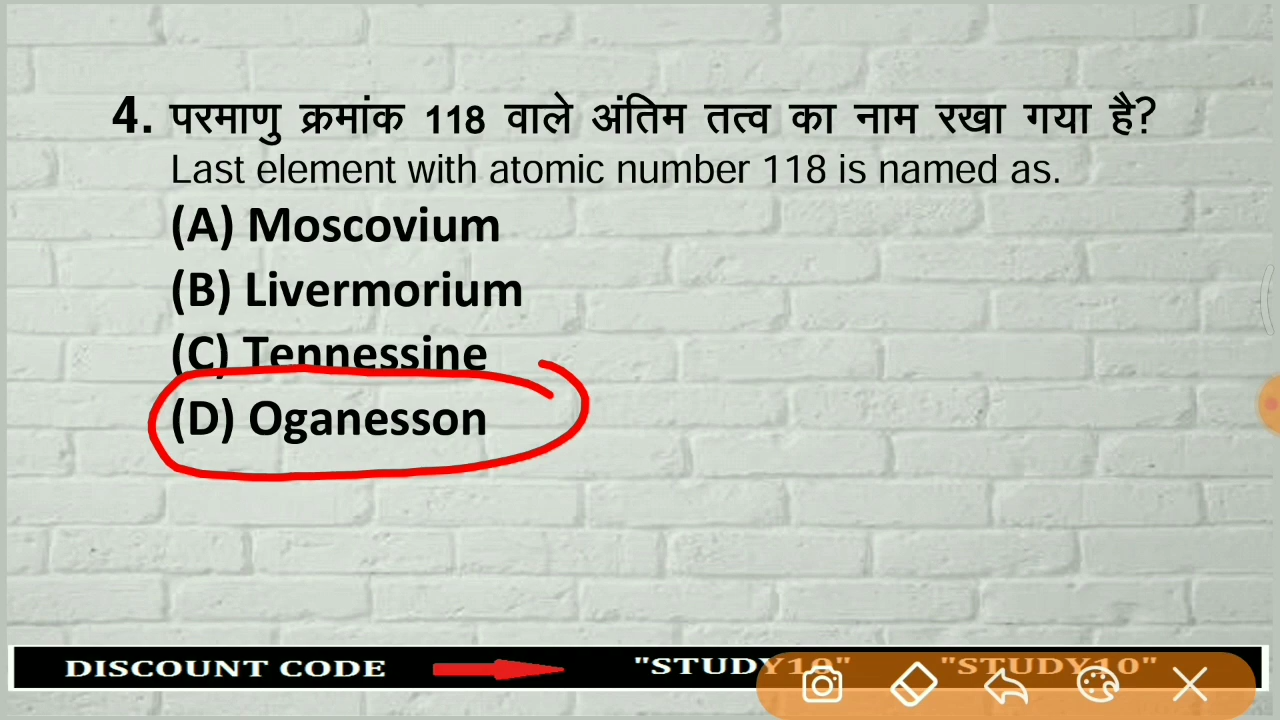 4. परमाणु क्रमांक 118 वाले अंतिम तत्व का नाम रखा गया है?
Last element with atomic number 118 is named as.
(A) Moscovium
(B) Livermorium
(C) Tennessine
(D) Oganesson
DISCOUNT CODE "STUDY10" "STUDY10"